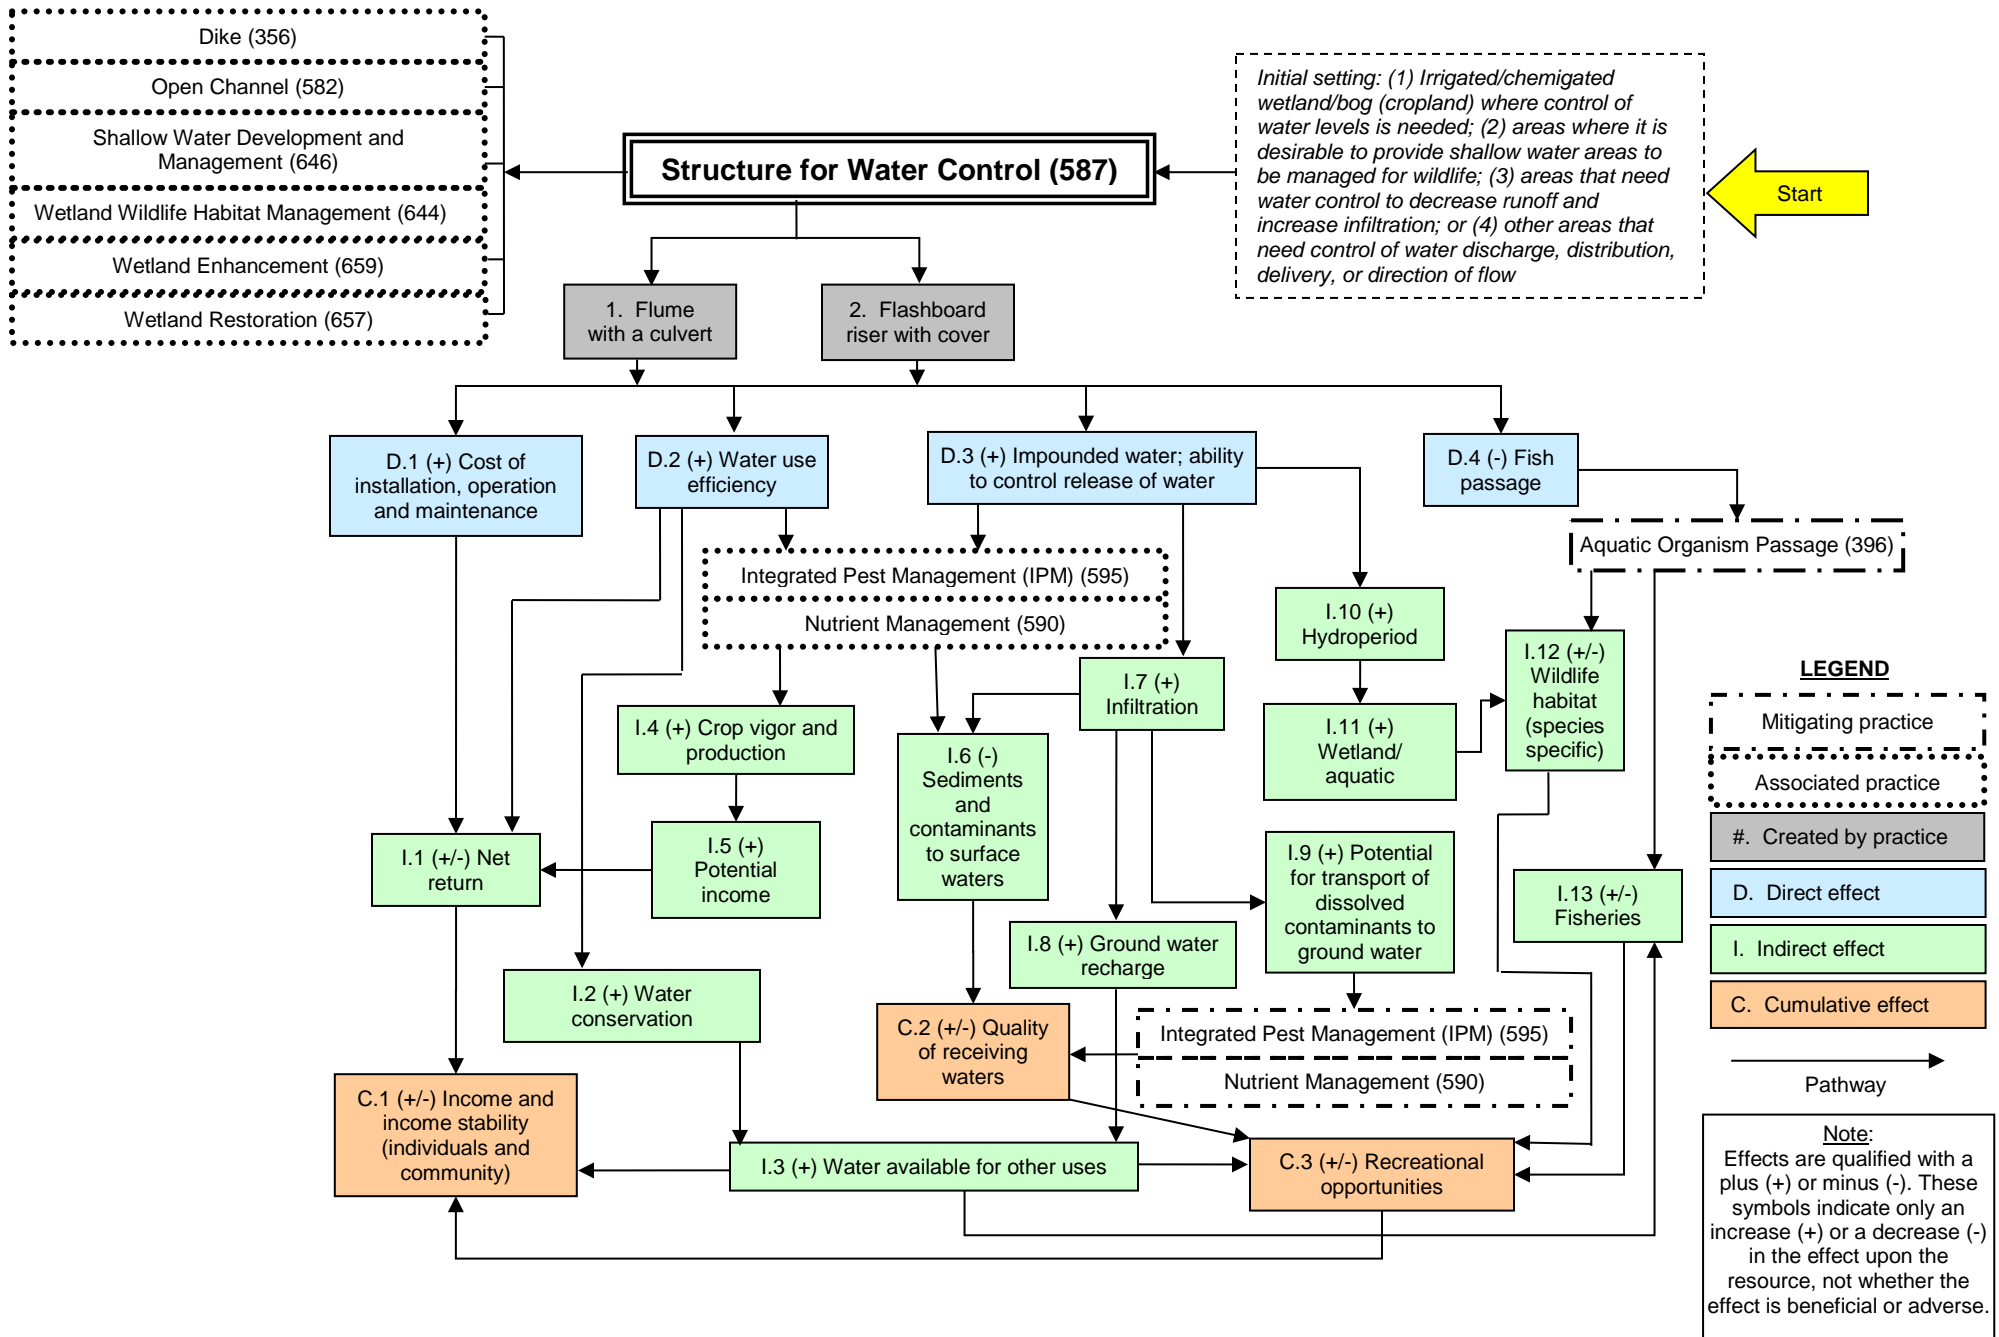 Dike (356)
Open Channel (582)
Shallow Water Development and
Management (646)
Wetland Wildlife Habitat Management (644)
Wetland Enhancement (659)
Wetland Restoration (657)
Structure for Water Control (587)
Initial setting: (1) Irrigated/chemigated
wetland/bog (cropland) where control of
water levels is needed; (2) areas where it is
desirable to provide shallow water areas to
be managed for wildlife; (3) areas that need
water control to decrease runoff and
increase infiltration; or (4) other areas that
need control of water discharge, distribution,
delivery, or direction of flow
Start
1. Flume
with a culvert
2. Flashboard
riser with cover
D.1 (+) Cost of
installation, operation
and maintenance
D.2 (+) Water use
efficiency
D.3 (+) Impounded water; ability
to control release of water
D.4 (-) Fish
passage
Aquatic Organism Passage (396)
Integrated Pest Management (IPM) (595)
Nutrient Management (590)
I.10 (+)
Hydroperiod
I.12 (+/-)
Wildlife
habitat
(species
specific)
I.7 (+)
Infiltration
I.4 (+) Crop vigor and
production
I.6 (-)
Sediments
and
contaminants
to surface
waters
I.11 (+)
Wetland/
aquatic
I.1 (+/-) Net
return
I.5 (+)
Potential
income
I.9 (+) Potential
for transport of
dissolved
contaminants to
ground water
I.13 (+/-)
Fisheries
I.8 (+) Ground water
recharge
I.2 (+) Water
conservation
C.2 (+/-) Quality
of receiving
waters
Integrated Pest Management (IPM) (595)
Nutrient Management (590)
C.1 (+/-) Income and
income stability
(individuals and
community)
I.3 (+) Water available for other uses
C.3 (+/-) Recreational
opportunities
LEGEND
Mitigating practice
Associated practice
#. Created by practice
D. Direct effect
I. Indirect effect
C. Cumulative effect
Pathway
Note:
Effects are qualified with a
plus (+) or minus (-). These
symbols indicate only an
increase (+) or a decrease (-)
in the effect upon the
resource, not whether the
effect is beneficial or adverse.